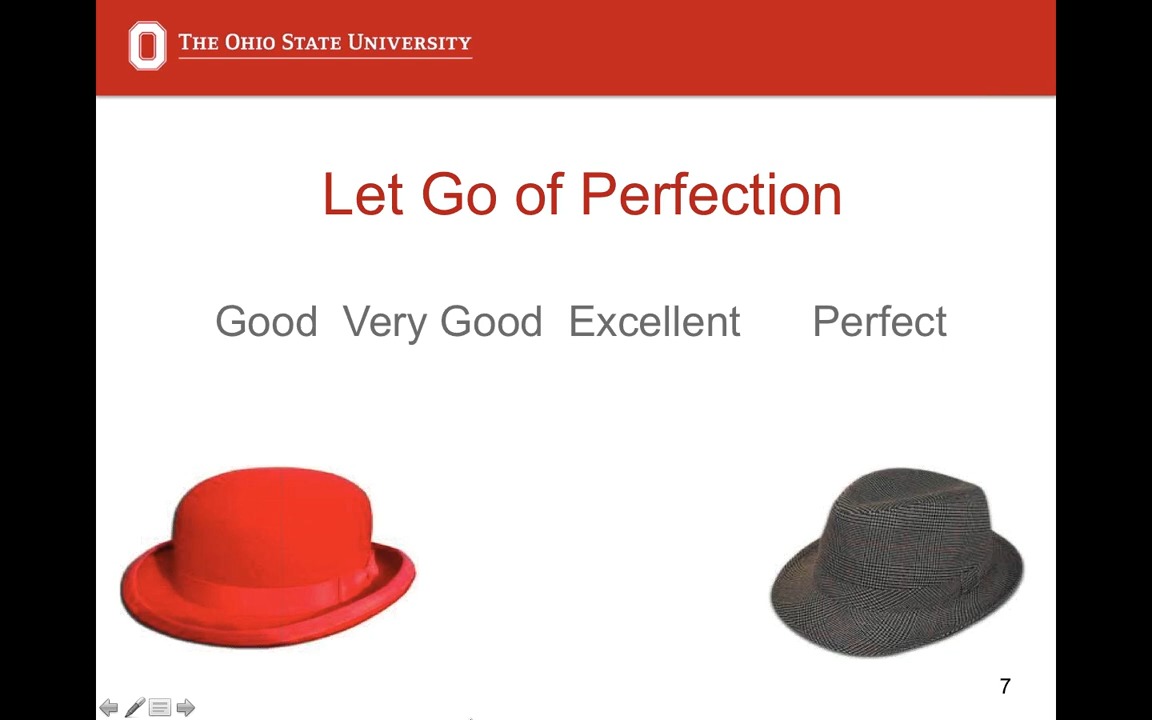 THE OHIO STATE UNIVERSITY
Let Go of Perfection
Good Very Good Excellent Perfect
7